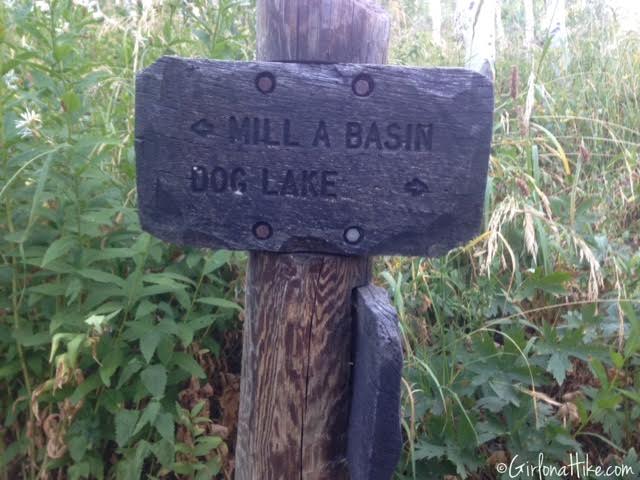 ← MILL A BASIN
DOG LAKE →
©GirlonaHike.com